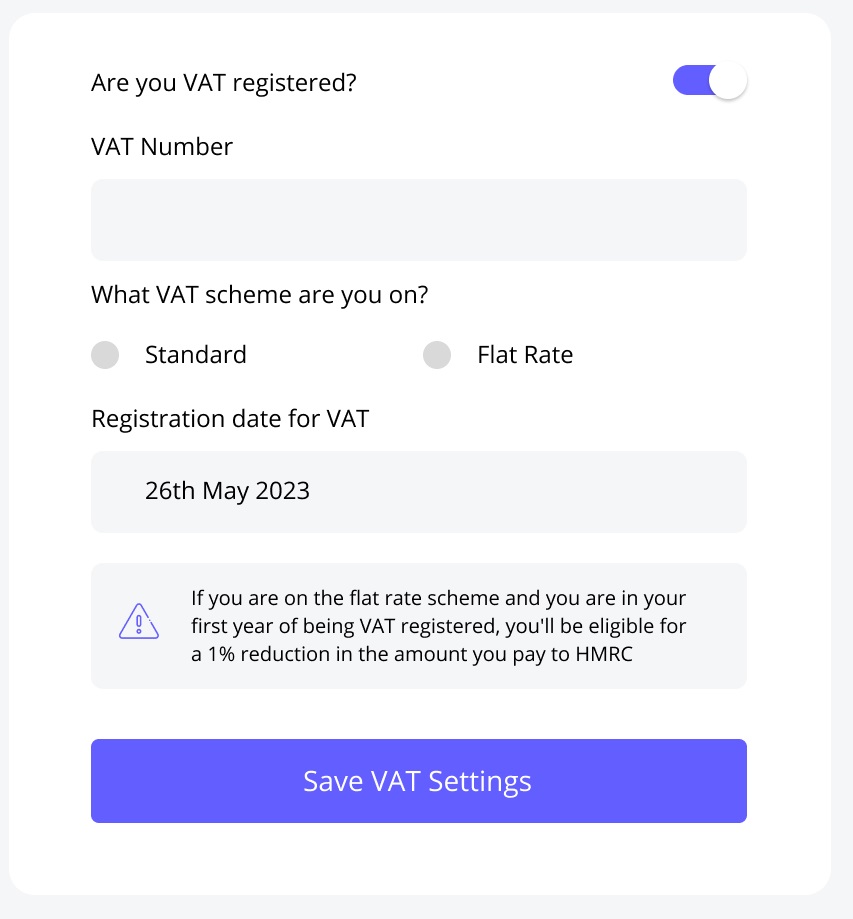 Are you VAT registered?
VAT Number
What VAT scheme are you on?
Standard Flat Rate
Registration date for VAT
26th May 2023
If you are on the flat rate scheme and you are in your
first year of being VAT registered, you'll be eligible for
a 1% reduction in the amount you pay to HMRC
Save VAT Settings